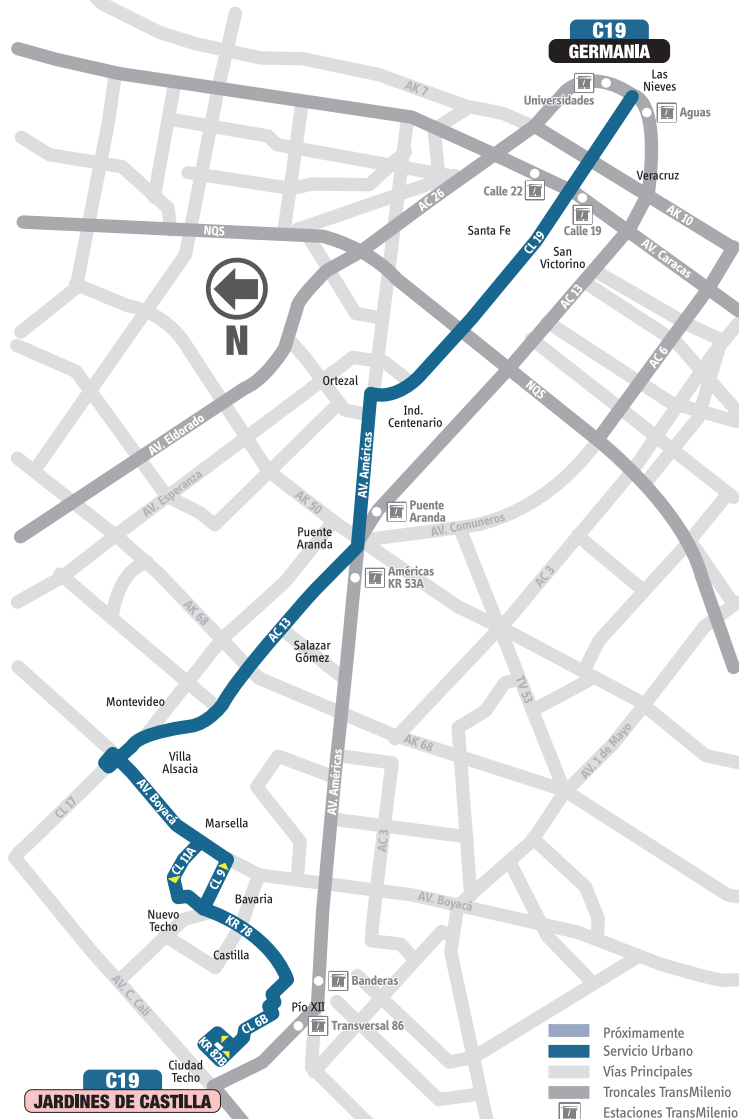 C19
GERMANIA
Las
Nieves
AK 7
Universidades
Aguas
Veracruz
Calle 22
AC 26
AK 10
Calle 19
Santa Fe
CL 19
NQS
San
Victorino
AV. Caracas
AC 13
N
AC 6
Ortezal
NQS
Ind.
Centenario
AV. Eldorado
AV. Américas
AV. Esperanza
AK 50
Puente
Aranda
AV. Comuneros
Puente
Aranda
Américas
KR 53A
AC 3
AK 68
AC 13
Salazar
Gómez
TV 53
Montevideo
AK 68
AV. 1 de Mayo
Villa
Alsacia
AV. Américas
CL 17
AV. Boyacá
Marsella
AC 3
CL 11A
CL 9
Bavaria
AV. Boyacá
Nuevo
Techo
KR 78
Castilla
Banderas
AV. C. Cali
Pío XII
CL 6B
Transversal 86
KR 82B
Ciudad
Techo
C19
JARDINES DE CASTILLA
Próximamente
Servicio Urbano
Vías Principales
Troncales TransMilenio
Estaciones TransMilenio